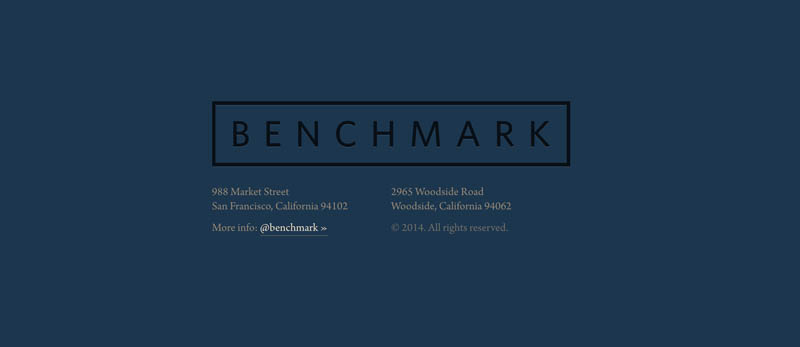 BENCHMARK
988 Market Street
San Francisco, California 94102
More info: @benchmark »
2965 Woodside Road
Woodside, California 94062
© 2014. All rights reserved.